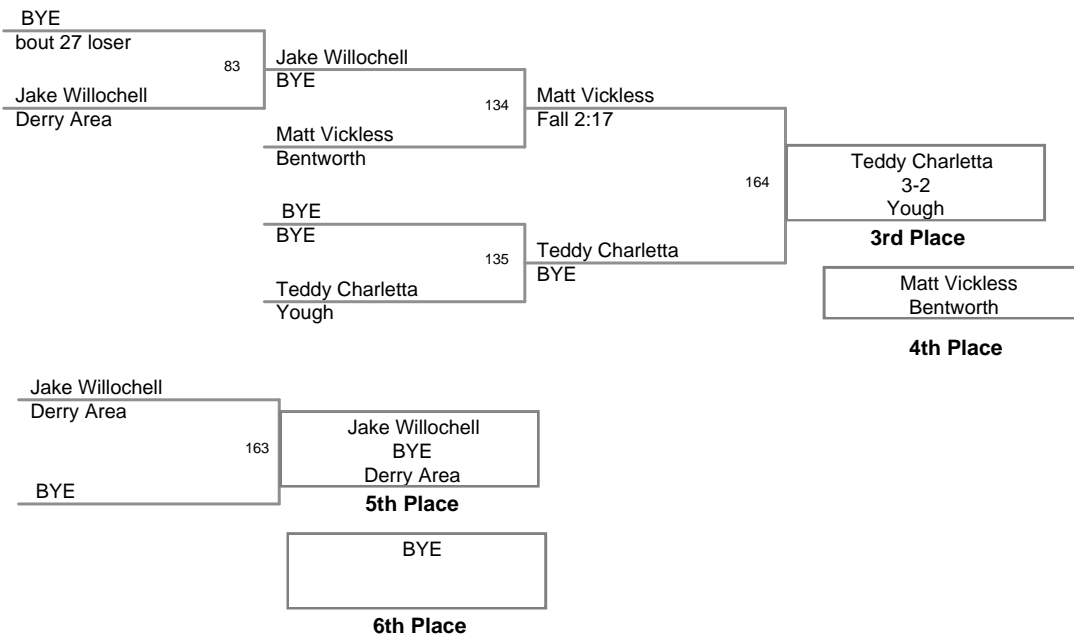 BYE
bout 27 loser
83
Jake Willochell
Derry Area
Jake Willochell
BYE
134
Matt Vickless
Bentworth
Matt Vickless
Fall 2:17
164
BYE
BYE
135
Teddy Charletta
Yough
Teddy Charletta
BYE
Teddy Charletta
3-2
Yough
3rd Place
Matt Vickless
Bentworth
4th Place
Jake Willochell
Derry Area
163
BYE
Jake Willochell
BYE
Derry Area
5th Place
BYE
6th Place